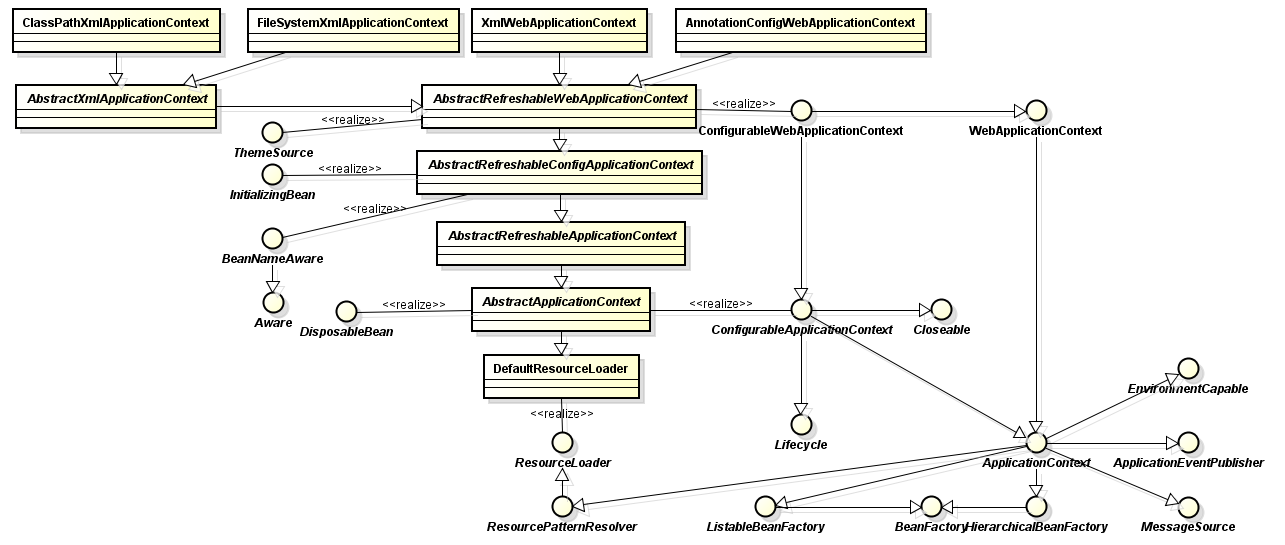 ClassPathXmlApplicationContext
FileSystemXmlApplicationContext
XmlWebApplicationContext
AnnotationConfigWebApplicationContext
AbstractXmlApplicationContext
AbstractRefreshableWebApplicationContext
<<realize>>
ConfigurableWebApplicationContext
WebApplicationContext
<<realize>>
ThemeSource
AbstractRefreshableConfigApplicationContext
<<realize>>
InitializingBean
<<realize>>
BeanNameAware
AbstractRefreshableApplicationContext
Aware
<<realize>>
DisposableBean
AbstractApplicationContext
<<realize>>
ConfigurableApplicationContext
Closeable
DefaultResourceLoader
EnvironmentCapable
<<realize>>
Lifecycle
ResourceLoader
ApplicationContext
ApplicationEventPublisher
ResourcePatternResolver
ListableBeanFactory
BeanFactory
HierarchicalBeanFactory
MessageSource